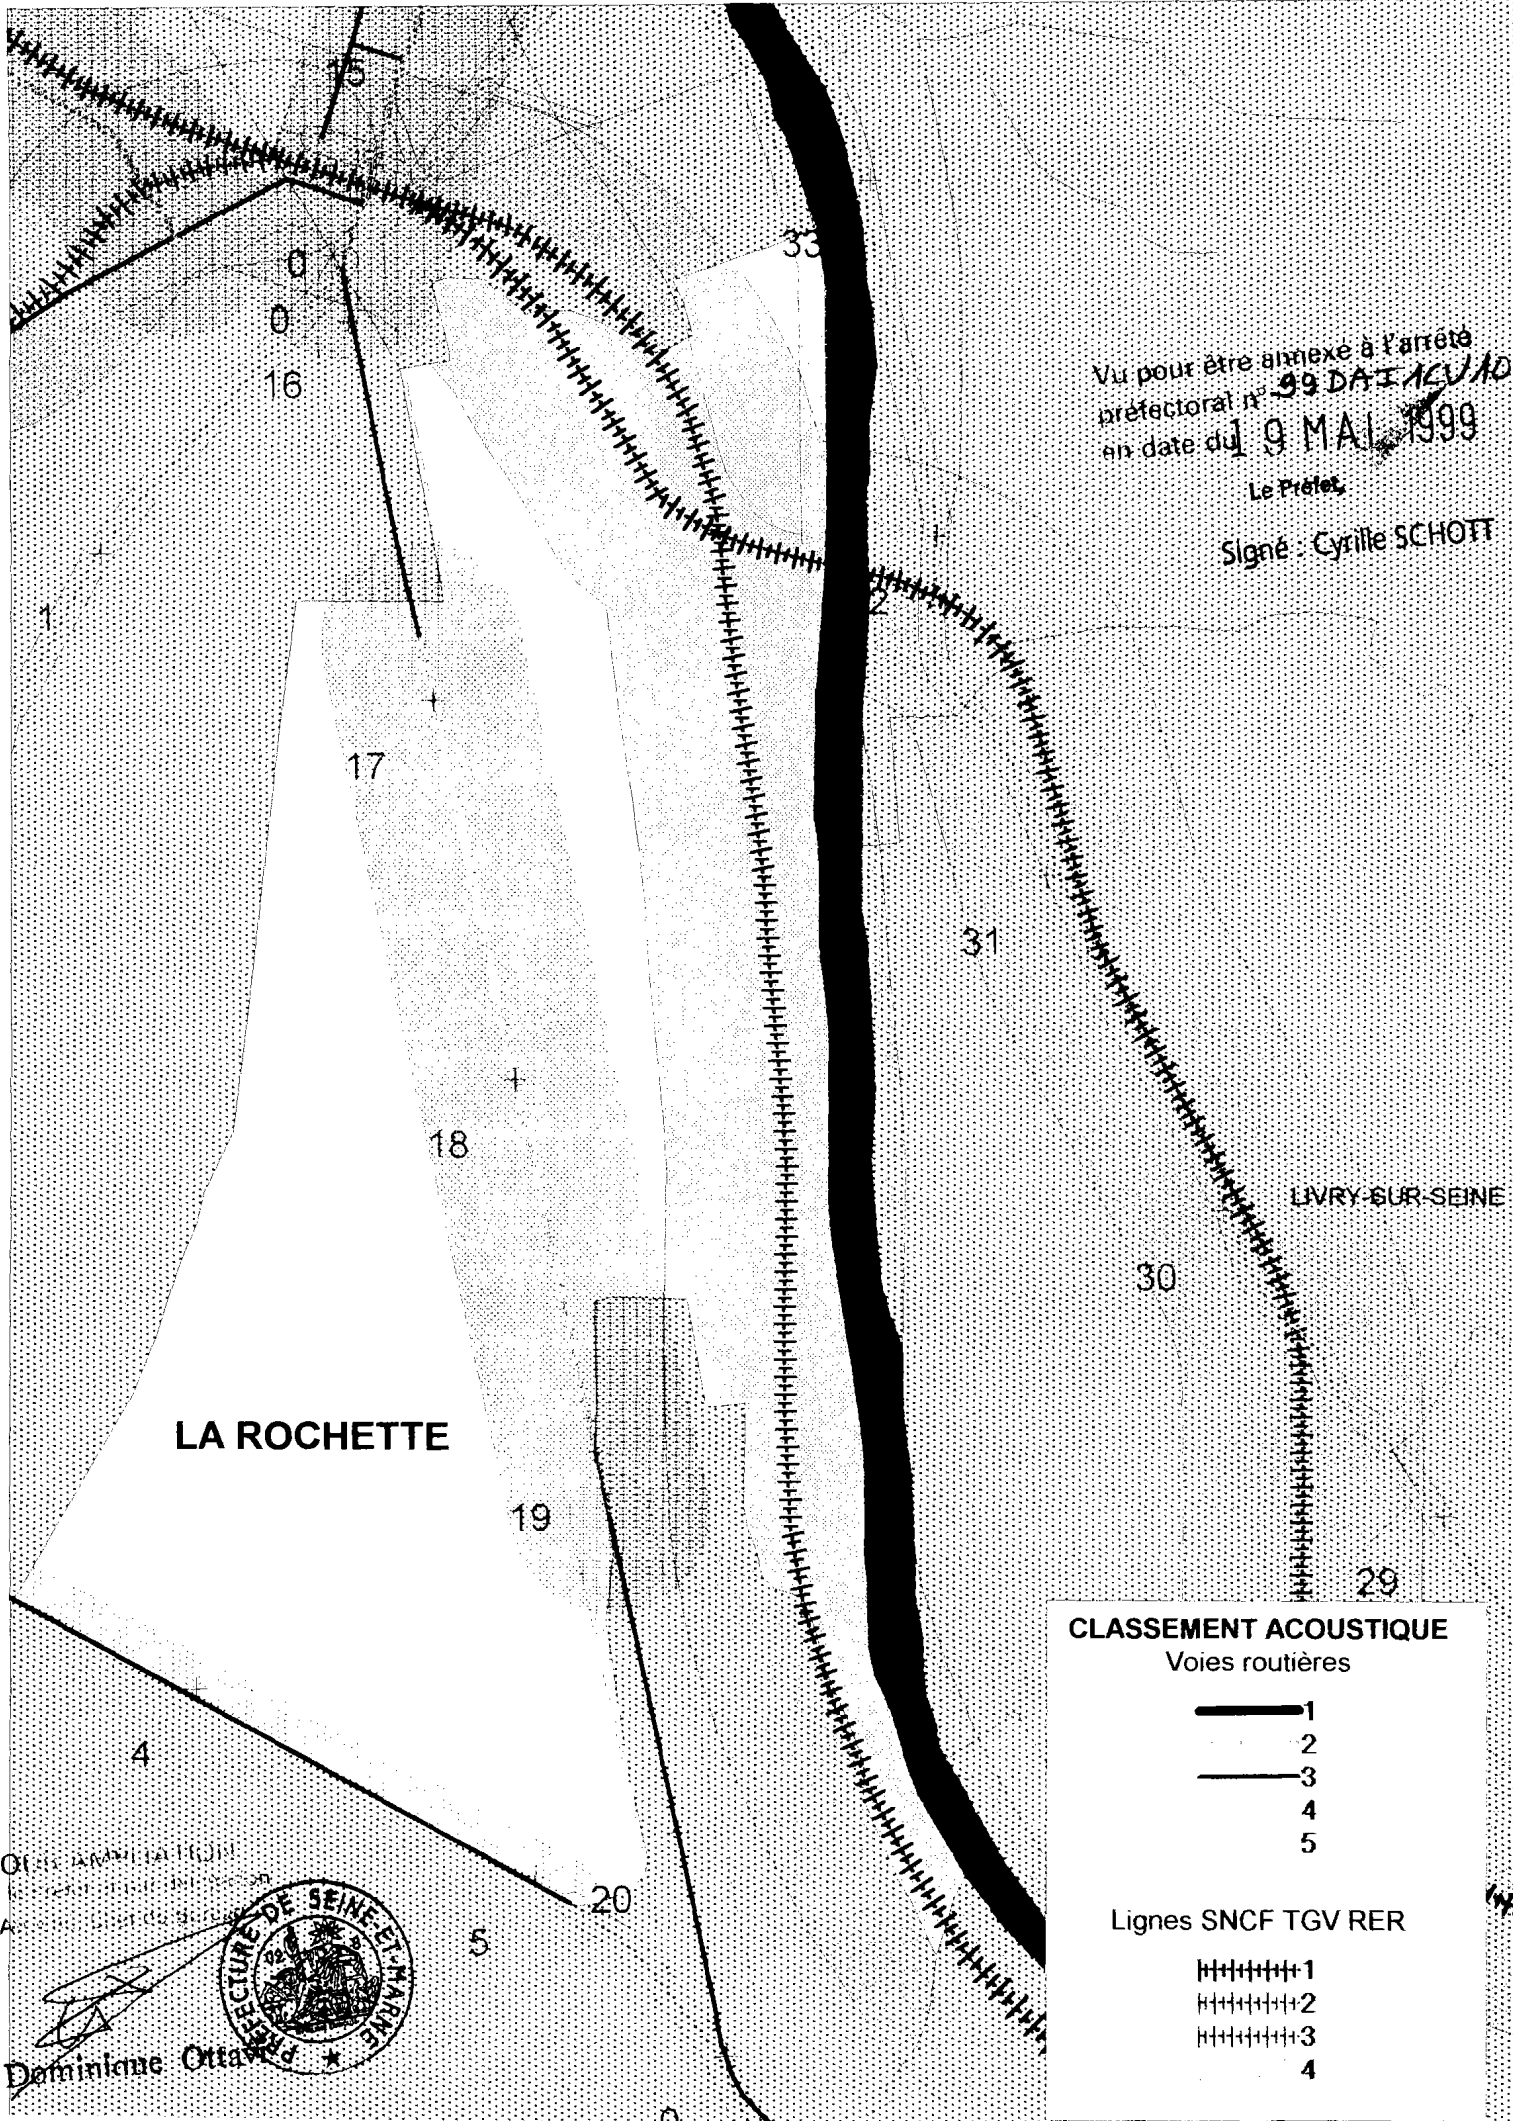 15
33
0
0
16
Vu pour être annexe à l'arrêté
préfectoral n° 99 DAI 1CV 10
en date du 19 MAI 1999
Le Préfet,
Signé : Cyrille SCHOTT
1
2
17
31
18
LIVRY-SUR-SEINE
30
LA ROCHETTE
19
29
CLASSEMENT ACOUSTIQUE
Voies routières
1
2
3
4
5
Lignes SNCF TGV RER
1
2
3
4
4
20
5
PREFECTURE DE SEINE-ET-MARNE
Dominique